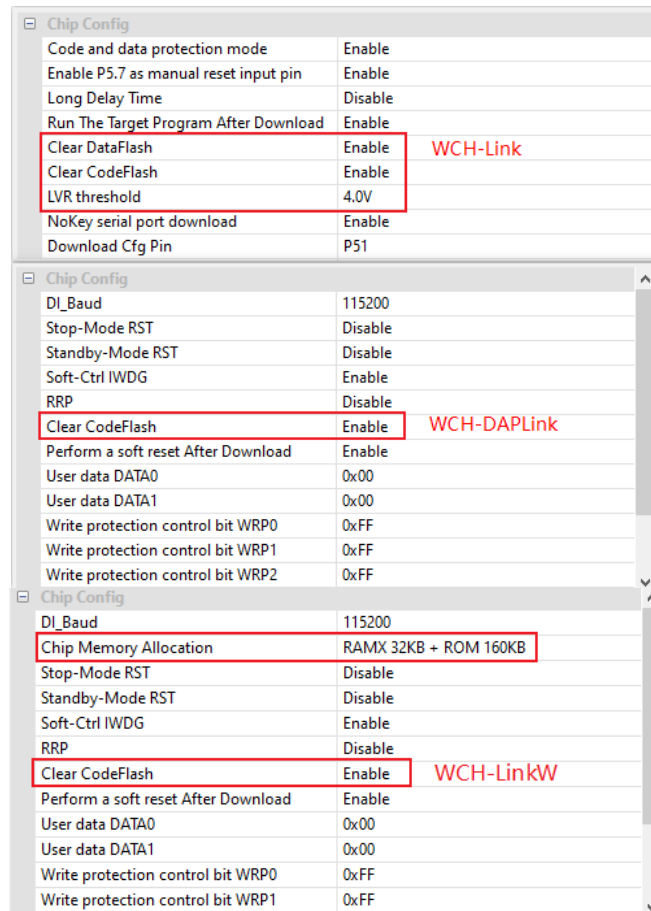 Chip Config
Code and data protection mode Enable
Enable P5.7 as manual reset input pin Enable
Long Delay Time Disable
Run The Target Program After Download Enable
Clear DataFlash Enable WCH-Link
Clear CodeFlash Enable
LVR threshold 4.0V
NoKey serial port download Enable
Download Cfg Pin P51
Chip Config
DI_Baud 115200
Stop-Mode RST Disable
Standby-Mode RST Disable
Soft-Ctrl IWDG Enable
RRP Disable
Clear CodeFlash Enable WCH-DAPLink
Perform a soft reset After Download Enable
User data DATA0 0x00
User data DATA1 0x00
Write protection control bit WRP0 0xFF
Write protection control bit WRP1 0xFF
Write protection control bit WRP2 0xFF
Chip Config
DI_Baud 115200
Chip Memory Allocation RAMX 32KB + ROM 160KB
Stop-Mode RST Disable
Standby-Mode RST Disable
Soft-Ctrl IWDG Enable
RRP Disable
Clear CodeFlash Enable WCH-LinkW
Perform a soft reset After Download Enable
User data DATA0 0x00
User data DATA1 0x00
Write protection control bit WRP0 0xFF
Write protection control bit WRP1 0xFF